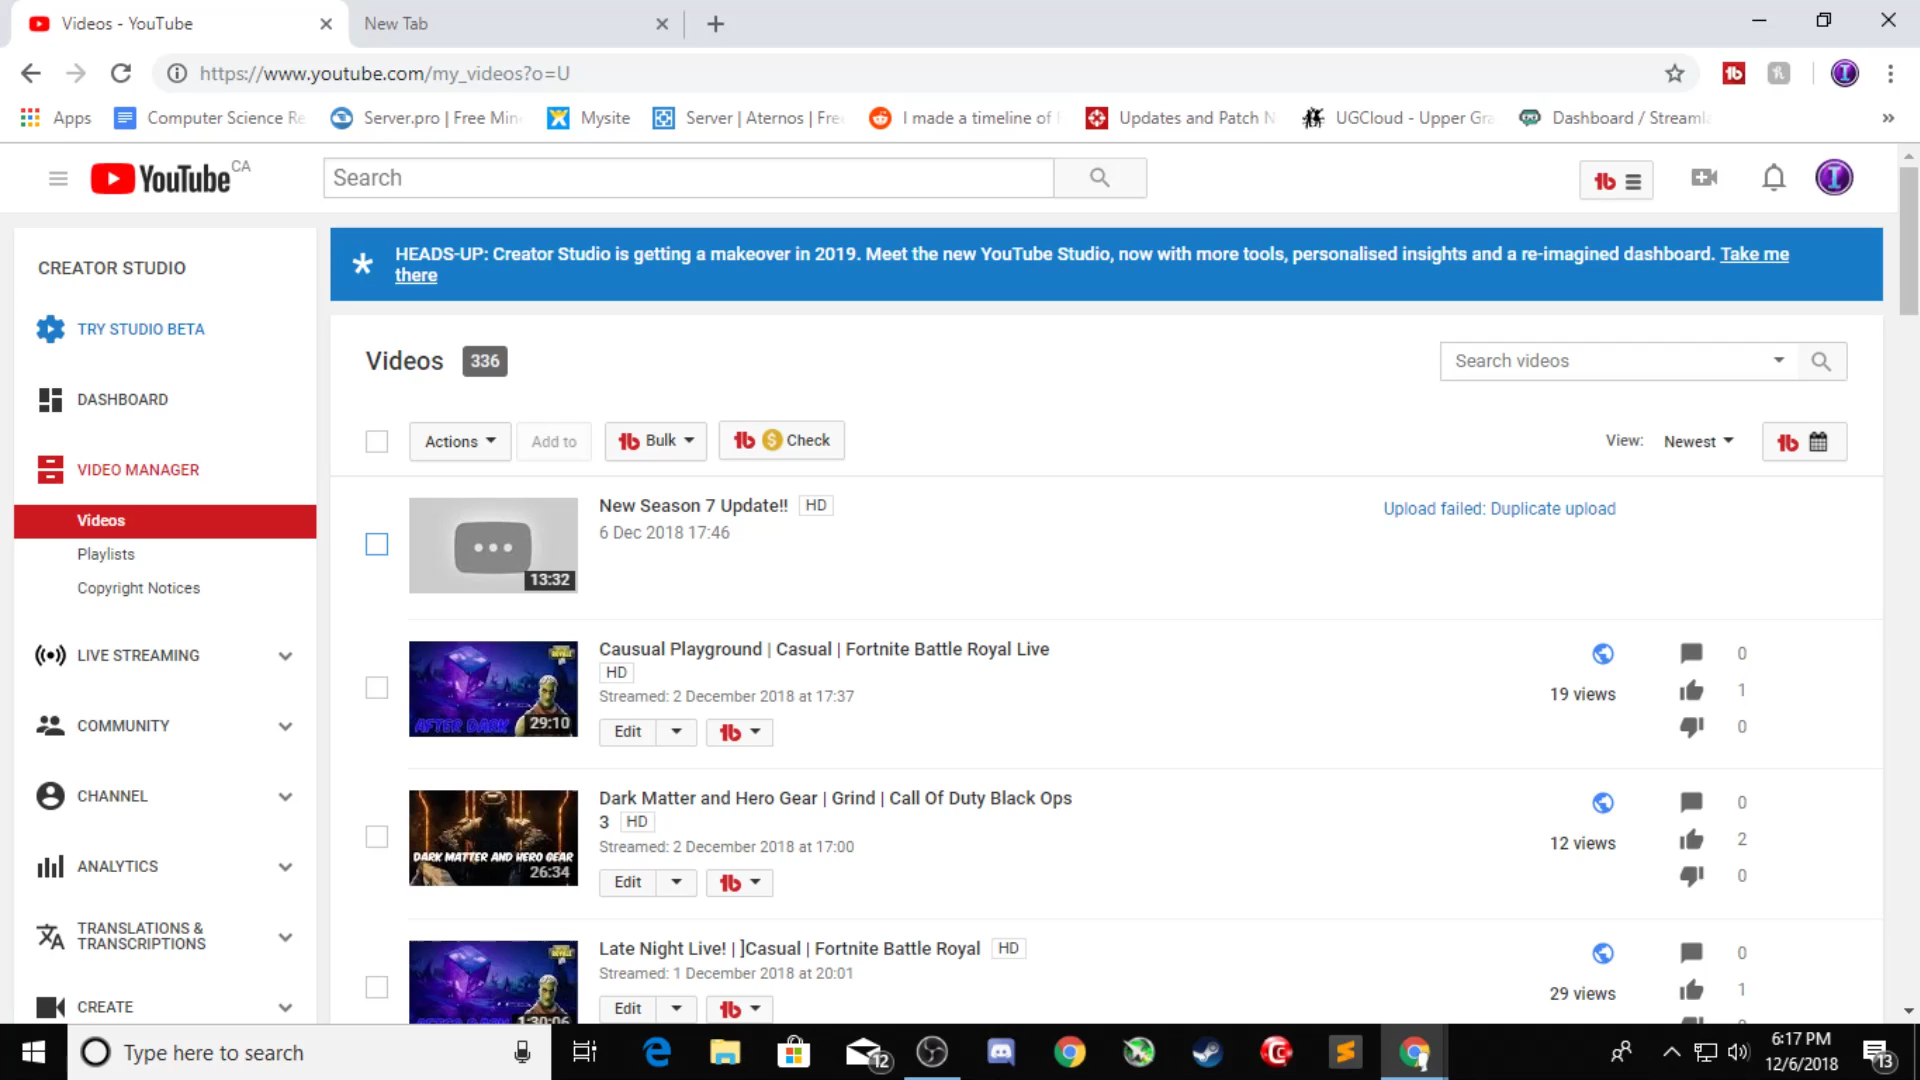 Videos - YouTube
New Tab
https://www.youtube.com/my_videos?o=U
Apps
Computer Science Re
Server.pro | Free Min
Mysite
Server | Aternos | Free
I made a timeline of
Updates and Patch N
UGCloud - Upper Gra
Dashboard / Streamla
YouTube CA
Search
CREATOR STUDIO
TRY STUDIO BETA
DASHBOARD
VIDEO MANAGER
Videos
Playlists
Copyright Notices
LIVE STREAMING
COMMUNITY
CHANNEL
ANALYTICS
TRANSLATIONS &
TRANSCRIPTIONS
CREATE
HEADS-UP: Creator Studio is getting a makeover in 2019. Meet the new YouTube Studio, now with more tools, personalised insights and a re-imagined dashboard. Take me
there
Videos 336
Search videos
Actions
Add to
Bulk
Check
View: Newest
13:32
New Season 7 Update!! HD
6 Dec 2018 17:46
Upload failed: Duplicate upload
AFTER DARK
29:10
Causual Playground | Casual | Fortnite Battle Royal Live
HD
Streamed: 2 December 2018 at 17:37
Edit
19 views
0
1
0
DARK MATTER AND HERO GEAR
26:34
Dark Matter and Hero Gear | Grind | Call Of Duty Black Ops
3 HD
Streamed: 2 December 2018 at 17:00
Edit
12 views
0
2
0
1:30:06
Late Night Live! | ]Casual | Fortnite Battle Royal HD
Streamed: 1 December 2018 at 20:01
Edit
29 views
0
1
Type here to search
12
6:17 PM
12/6/2018
13